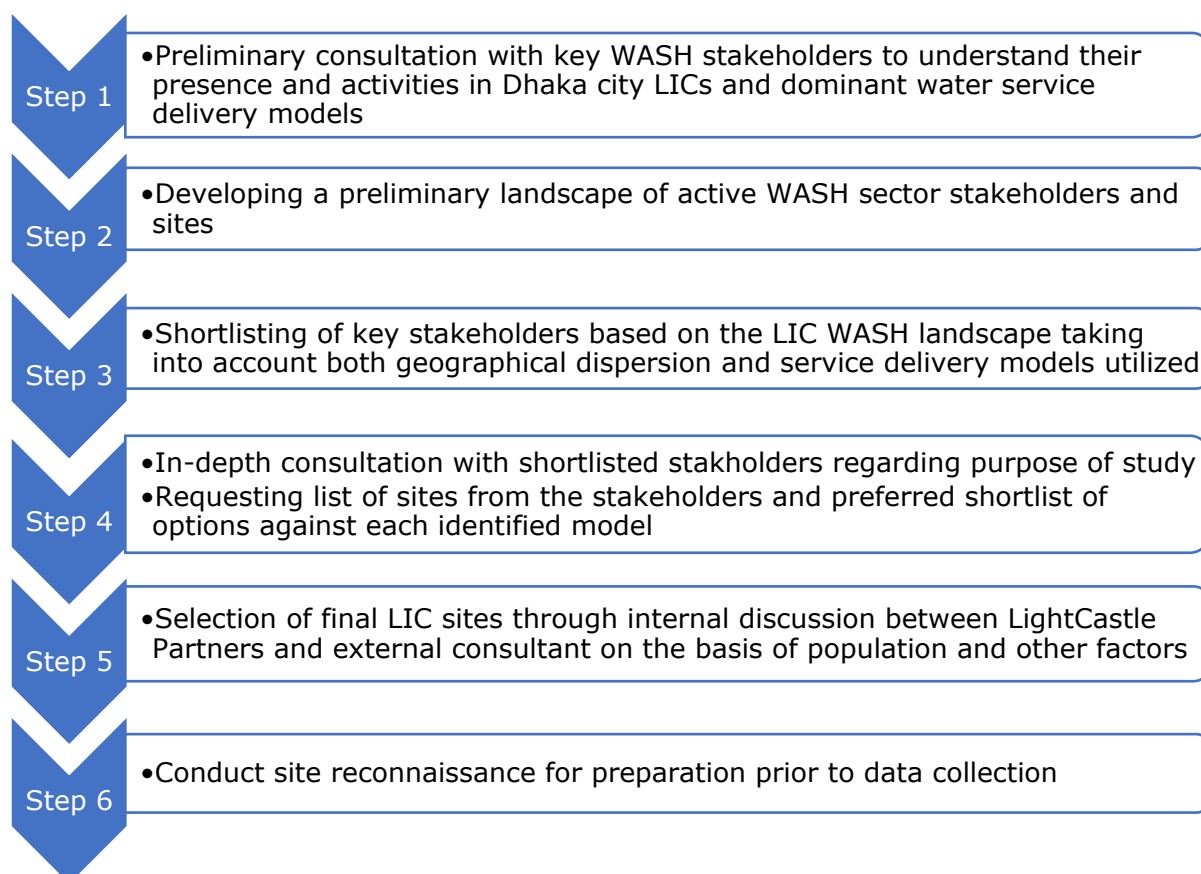 Step 1
•Preliminary consultation with key WASH stakeholders to understand their
presence and activities in Dhaka city LICs and dominant water service
delivery models
Step 2
•Developing a preliminary landscape of active WASH sector stakeholders and
sites
Step 3
•Shortlisting of key stakeholders based on the LIC WASH landscape taking
into account both geographical dispersion and service delivery models utilized
Step 4
•In-depth consultation with shortlisted stakholders regarding purpose of study
•Requesting list of sites from the stakeholders and preferred shortlist of
options against each identified model
Step 5
•Selection of final LIC sites through internal discussion between LightCastle
Partners and external consultant on the basis of population and other factors
Step 6
•Conduct site reconnaissance for preparation prior to data collection